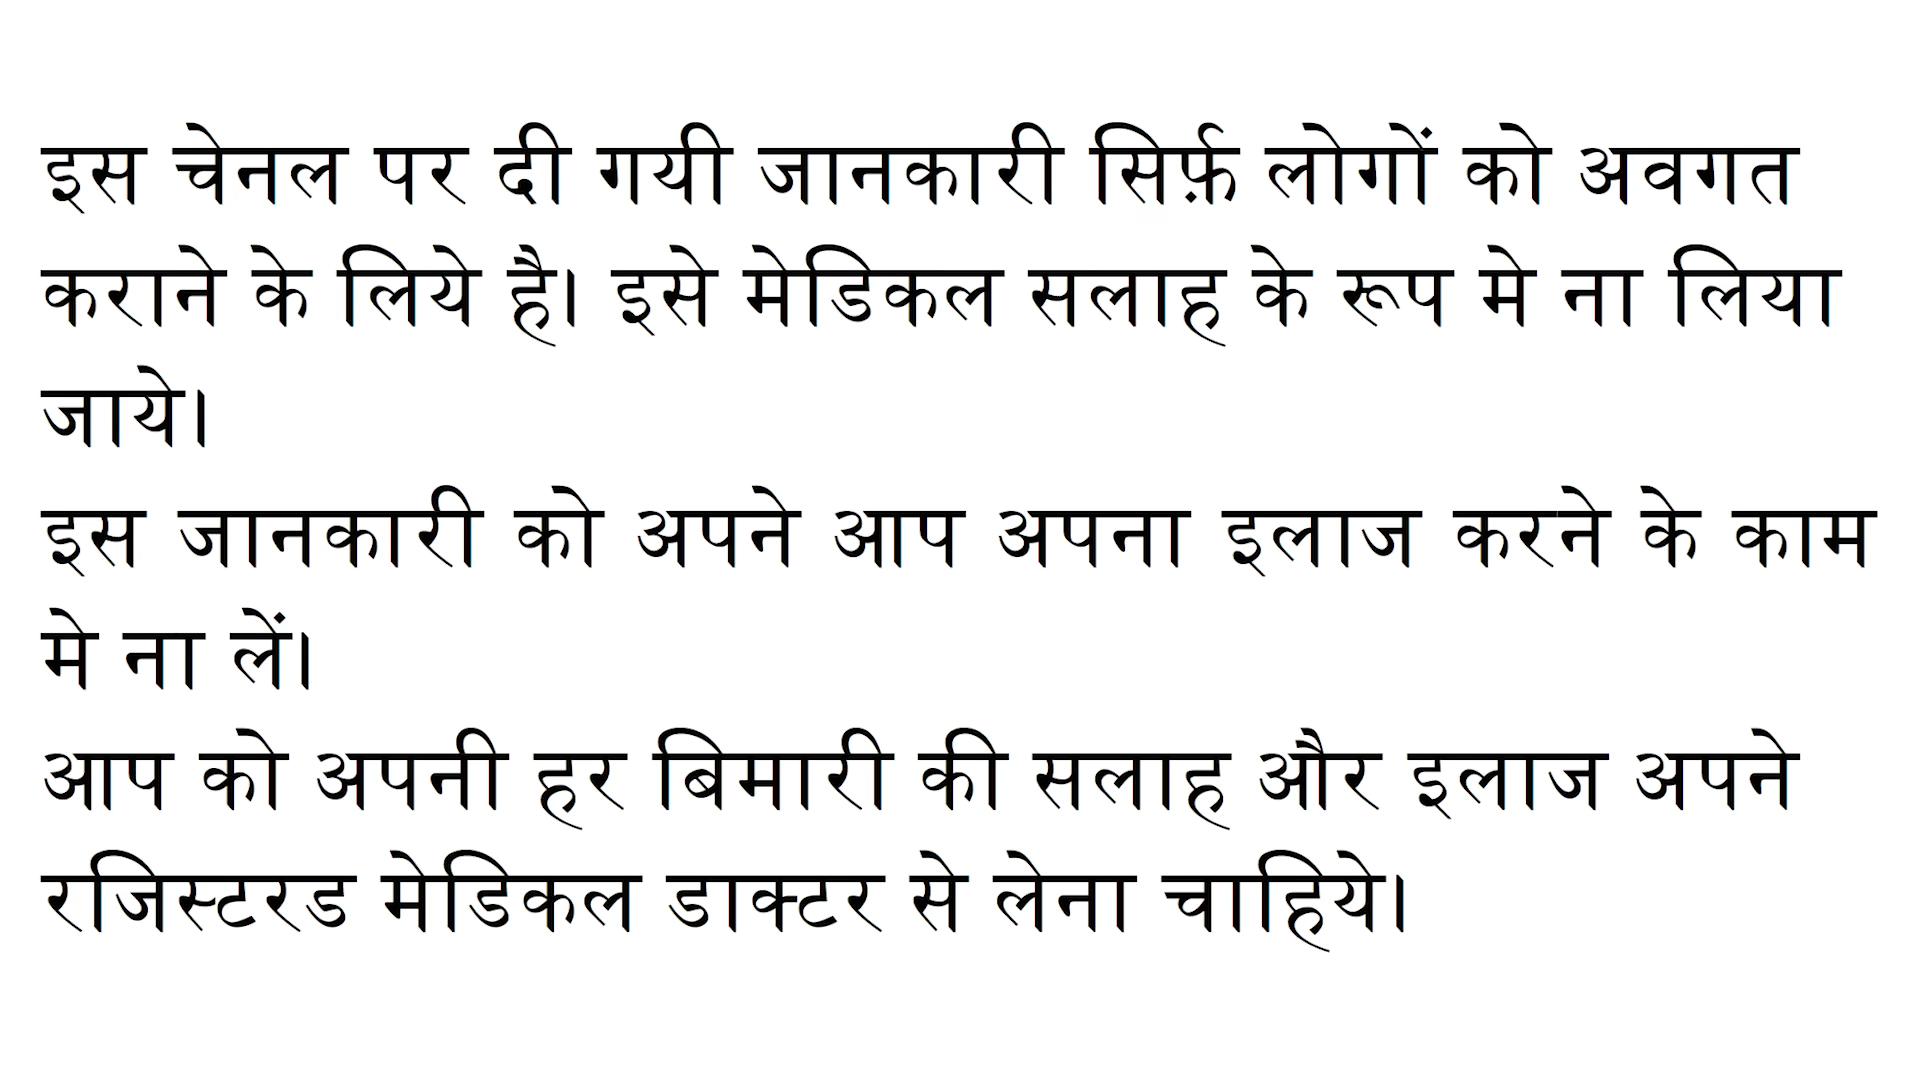 इस चेनल पर दी गयी जानकारी सिर्फ़ लोगों को अवगत
कराने के लिये है। इसे मेडिकल सलाह के रूप मे ना लिया
जाये।
इस जानकारी को अपने आप अपना इलाज करने के काम
मे ना लें।
आप को अपनी हर बिमारी की सलाह और इलाज अपने
रजिस्टरड मेडिकल डाक्टर से लेना चाहिये।